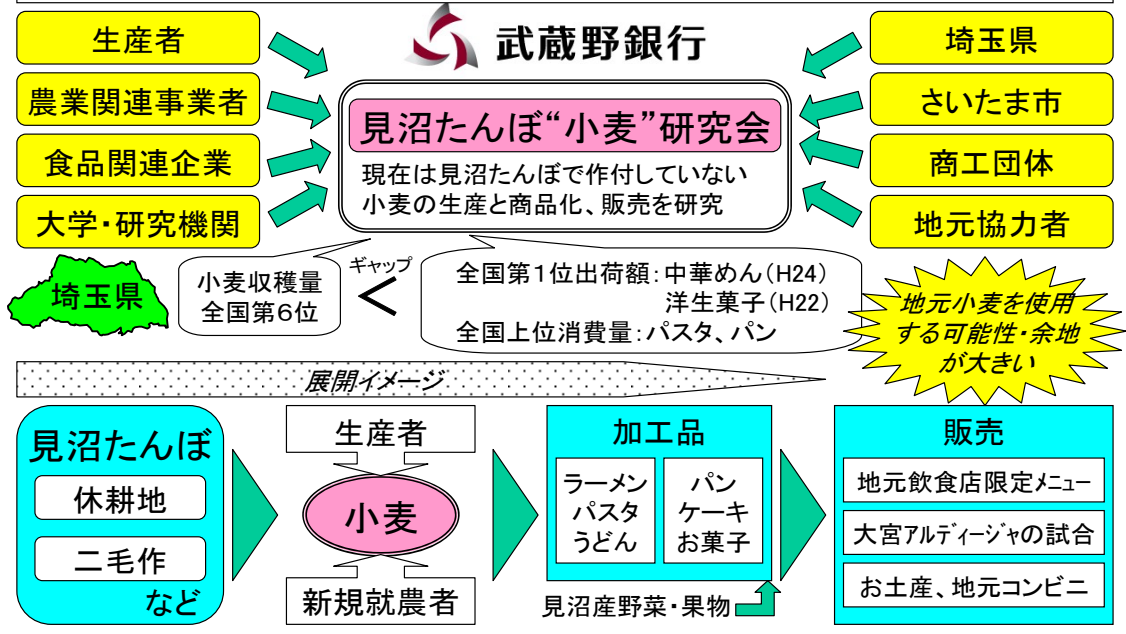 生産者
農業関連事業者
食品関連企業
大学・研究機関
武蔵野銀行
見沼たんぼ“小麦”研究会
現在は見沼たんぼで作付していない
小麦の生産と商品化、販売を研究
埼玉県
さいたま市
商工団体
地元協力者
埼玉県
小麦収穫量
全国第6位
ギャップ
<
全国第1位出荷額：中華めん（H24）
洋生菓子（H22）
全国上位消費量：パスタ、パン
地元小麦を使用
する可能性・余地
が大きい
展開イメージ
見沼たんぼ
休耕地
二毛作
など
生産者
小麦
新規就農者
加工品
ラーメン
パスタ
うどん
パン
ケーキ
お菓子
見沼産野菜・果物
販売
地元飲食店限定メニュー
大宮アルディージャの試合
お土産、地元コンビニ